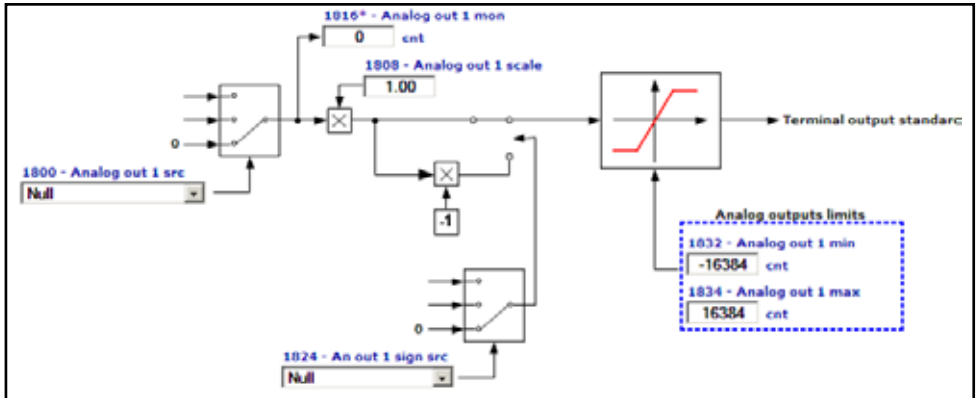 1816* - Analog out 1 mon
0 cnt
1808 - Analog out 1 scale
1.00
0
Terminal output standarc
1800 - Analog out 1 src
Null
-1
Analog outputs limits
1832 - Analog out 1 min
-16384 cnt
1834 - Analog out 1 max
16384 cnt
0
1824 - An out 1 sign src
Null